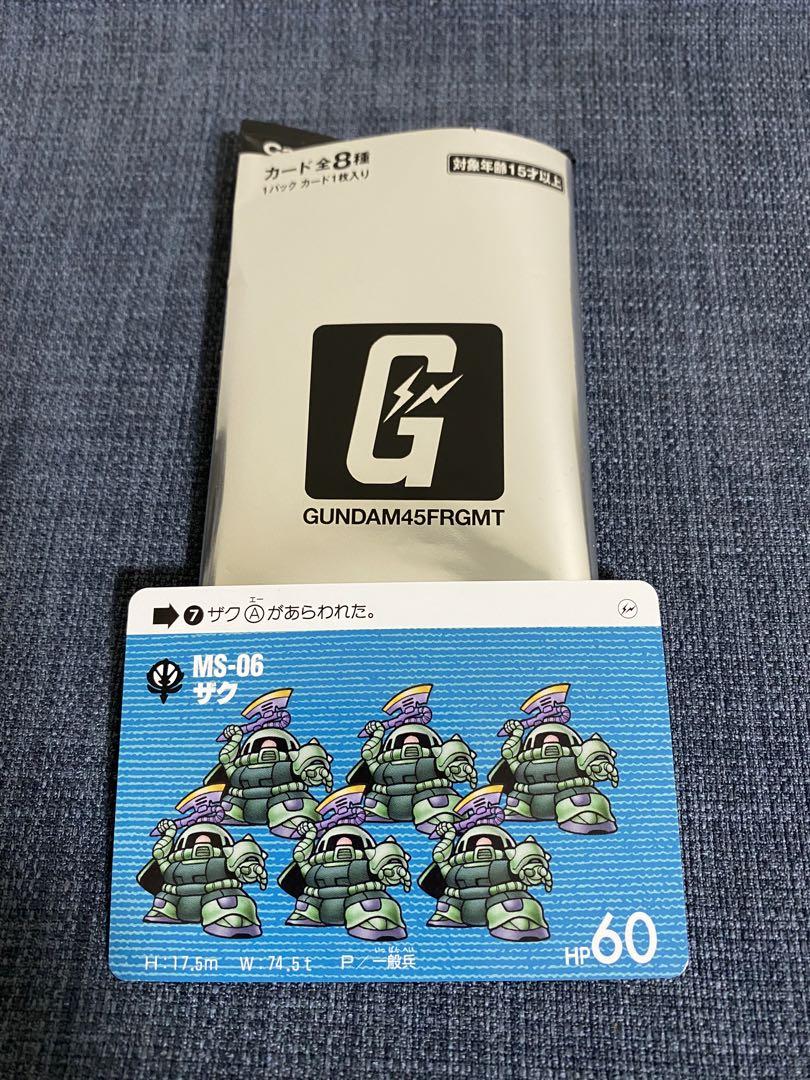 カード全8種
1パック カード1枚入り
対象年齢15才以上
G
GUNDAM45FRGMT
7 ザクⒶがあらわれた。
エー
MS-06
ザク
H:17.5m W:74.5t P/一般兵
いっぱんへい
HP60